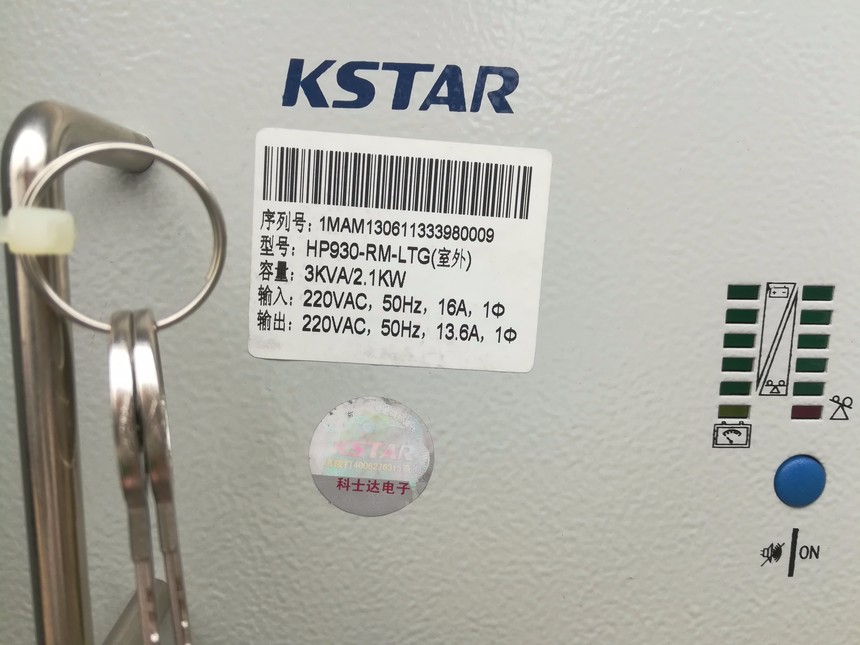 KSTAR
序列号：1MAM130611333980009
型号：HP930-RM-LTG(室外)
容量：3KVA/2.1KW
输入：220VAC，50Hz，16A，1Φ
输出：220VAC，50Hz，13.6A，1Φ
KSTAR
科士达电子
ON